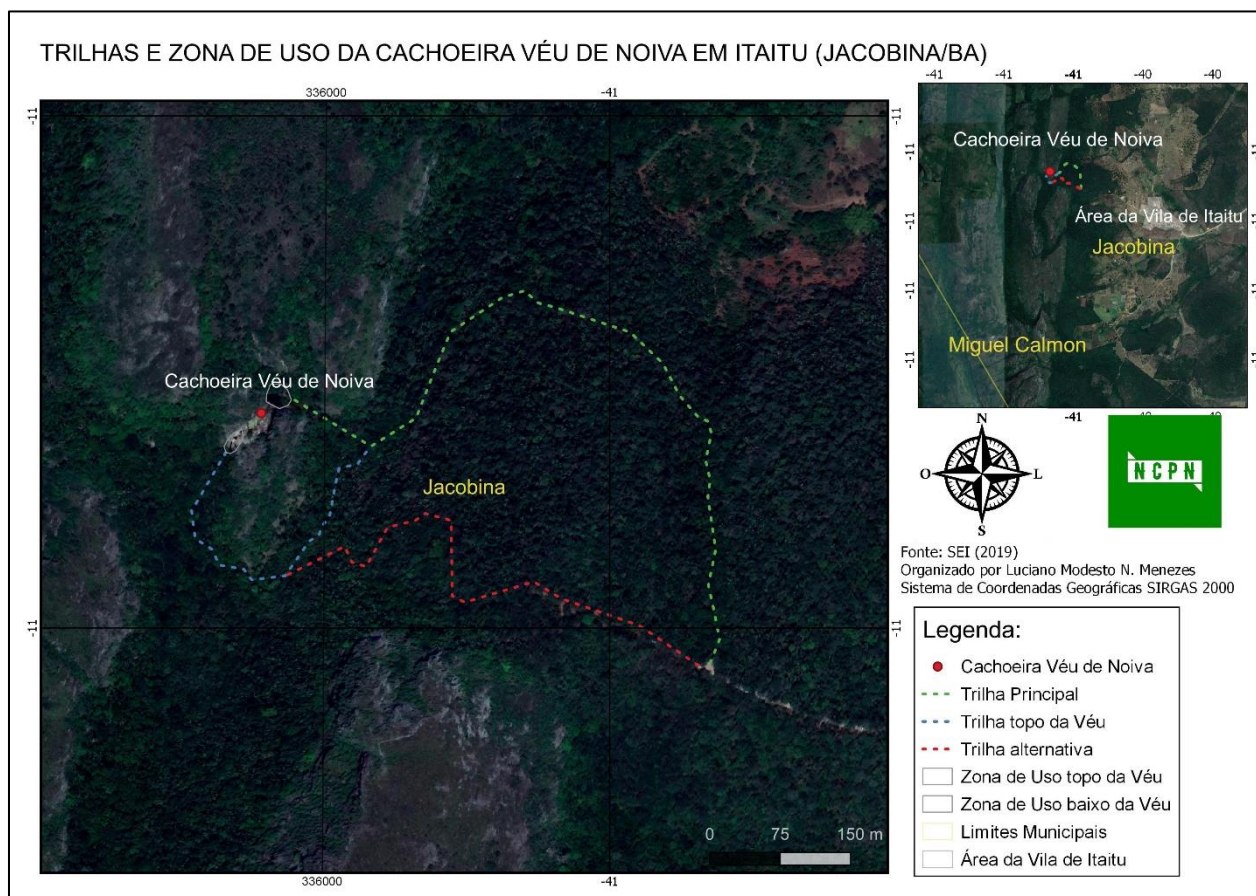 TRILHAS E ZONA DE USO DA CACHOEIRA VÉU DE NOIVA EM ITAITU (JACOBINA/BA)
336000
-41
-11
-11
Cachoeira Véu de Noiva
Jacobina
-11
-11
0 75 150 m
336000
-41
-41 -41 -41 -40 -40
Cachoeira Véu de Noiva
Área da Vila de Itaitu
Jacobina
Miguel Calmon
-11
-11
-11
-11
-11
-11
-11
-11
-41
N
O L
S
NCPN
Fonte: SEI (2019)
Organizado por Luciano Modesto N. Menezes
Sistema de Coordenadas Geográficas SIRGAS 2000
Legenda:
Cachoeira Véu de Noiva
Trilha Principal
Trilha topo da Véu
Trilha alternativa
Zona de Uso topo da Véu
Zona de Uso baixo da Véu
Limites Municipais
Área da Vila de Itaitu